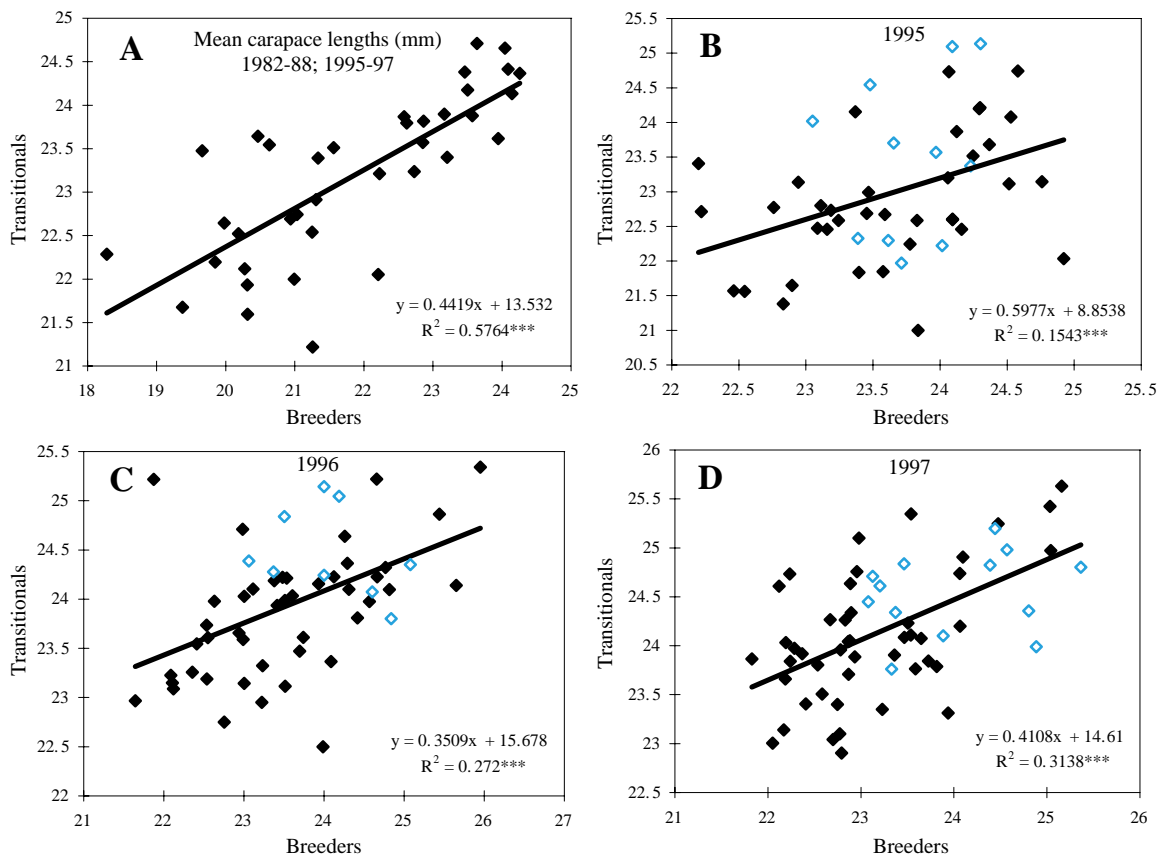 A
Mean carapace lengths (mm)
1982-88; 1995-97
Transitionals
25
24.5
24
23.5
23
22.5
22
21.5
21
y = 0.4419x + 13.532
R² = 0.5764***
18 19 20 21 22 23 24 25
Breeders
B
1995
Transitionals
25.5
25
24.5
24
23.5
23
22.5
22
21.5
21
20.5
y = 0.5977x + 8.8538
R² = 0.1543***
22 22.5 23 23.5 24 24.5 25 25.5
Breeders
C
1996
Transitionals
25.5
25
24.5
24
23.5
23
22.5
22
y = 0.3509x + 15.678
R² = 0.272***
21 22 23 24 25 26 27
Breeders
D
1997
Transitionals
26
25.5
25
24.5
24
23.5
23
22.5
y = 0.4108x + 14.61
R² = 0.3138***
21 22 23 24 25 26
Breeders